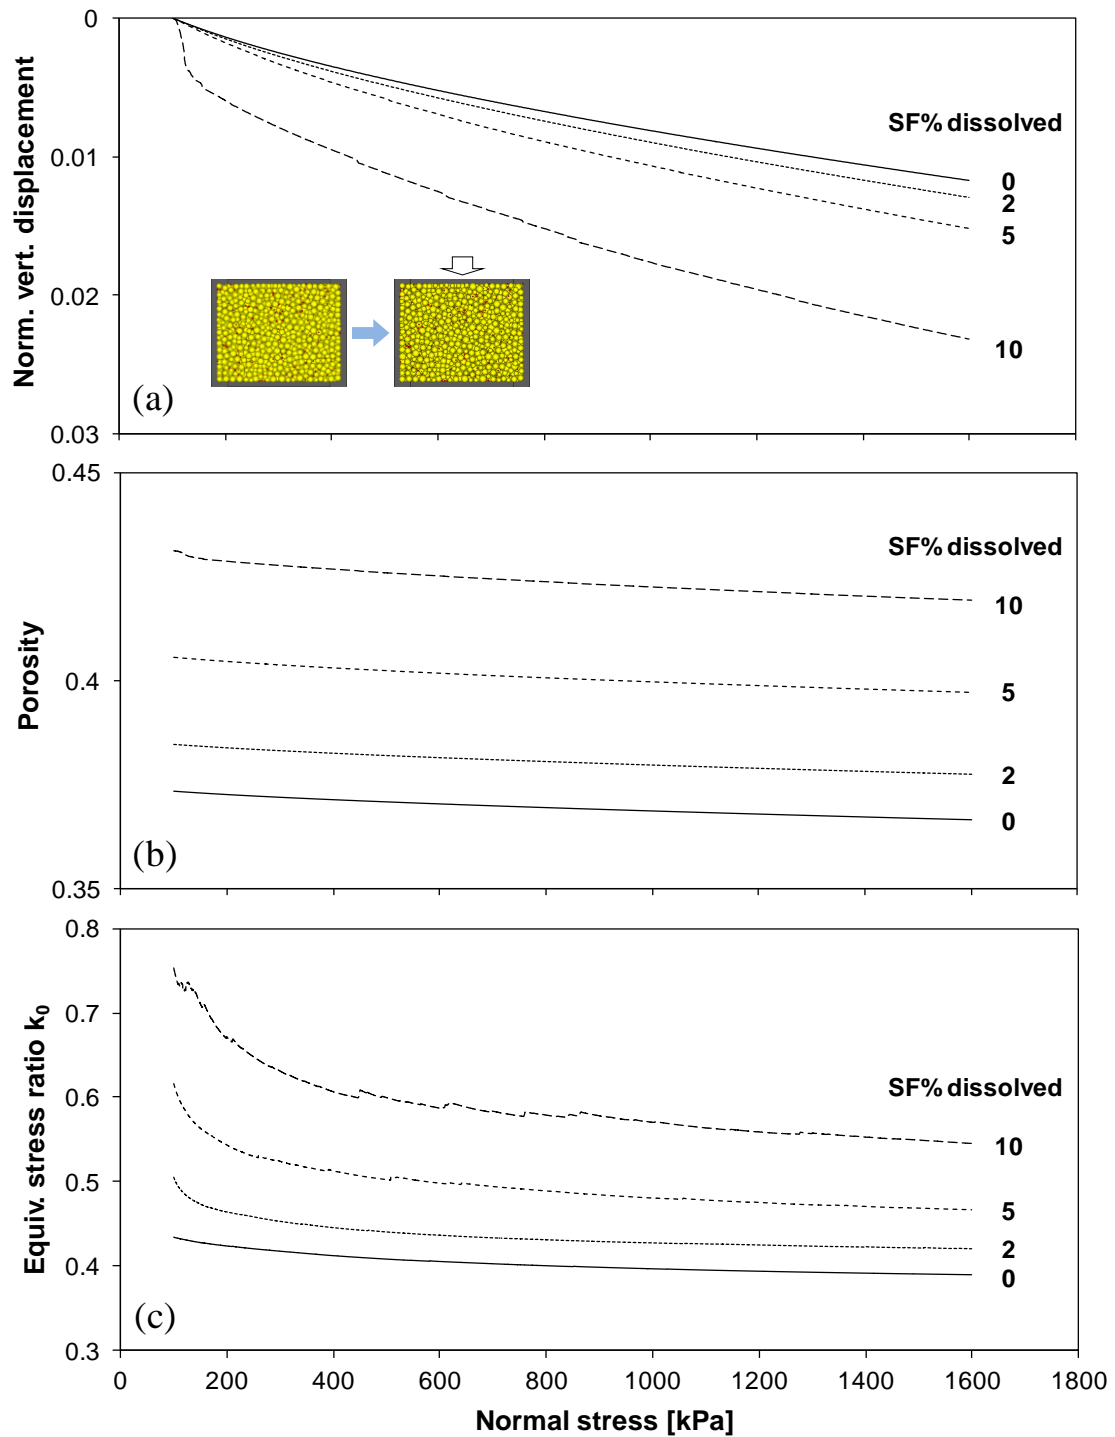 0
0.01
0.02
0.03
Norm. vert. displacement
SF% dissolved
0
2
5
10
(a)
0.45
0.4
0.35
Porosity
SF% dissolved
10
5
2
0
(b)
0.8
0.7
0.6
0.5
0.4
0.3
Equiv. stress ratio k₀
SF% dissolved
10
5
2
0
(c)
0 200 400 600 800 1000 1200 1400 1600 1800
Normal stress [kPa]